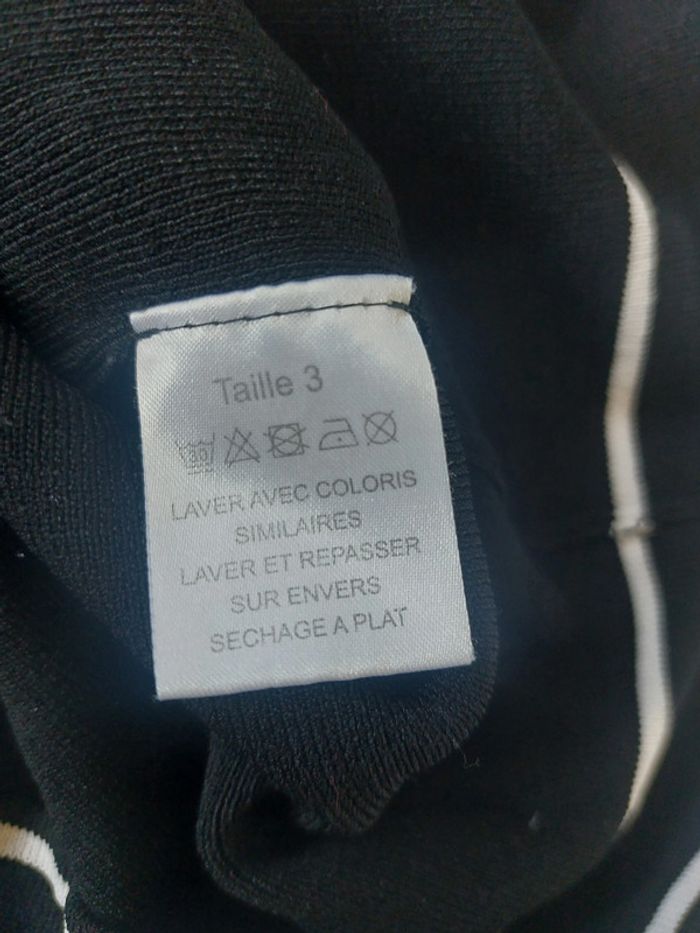 Taille 3
30
LAVER AVEC COLORIS
SIMILAIRES
LAVER ET REPASSER
SUR ENVERS
SECHAGE A PLAT